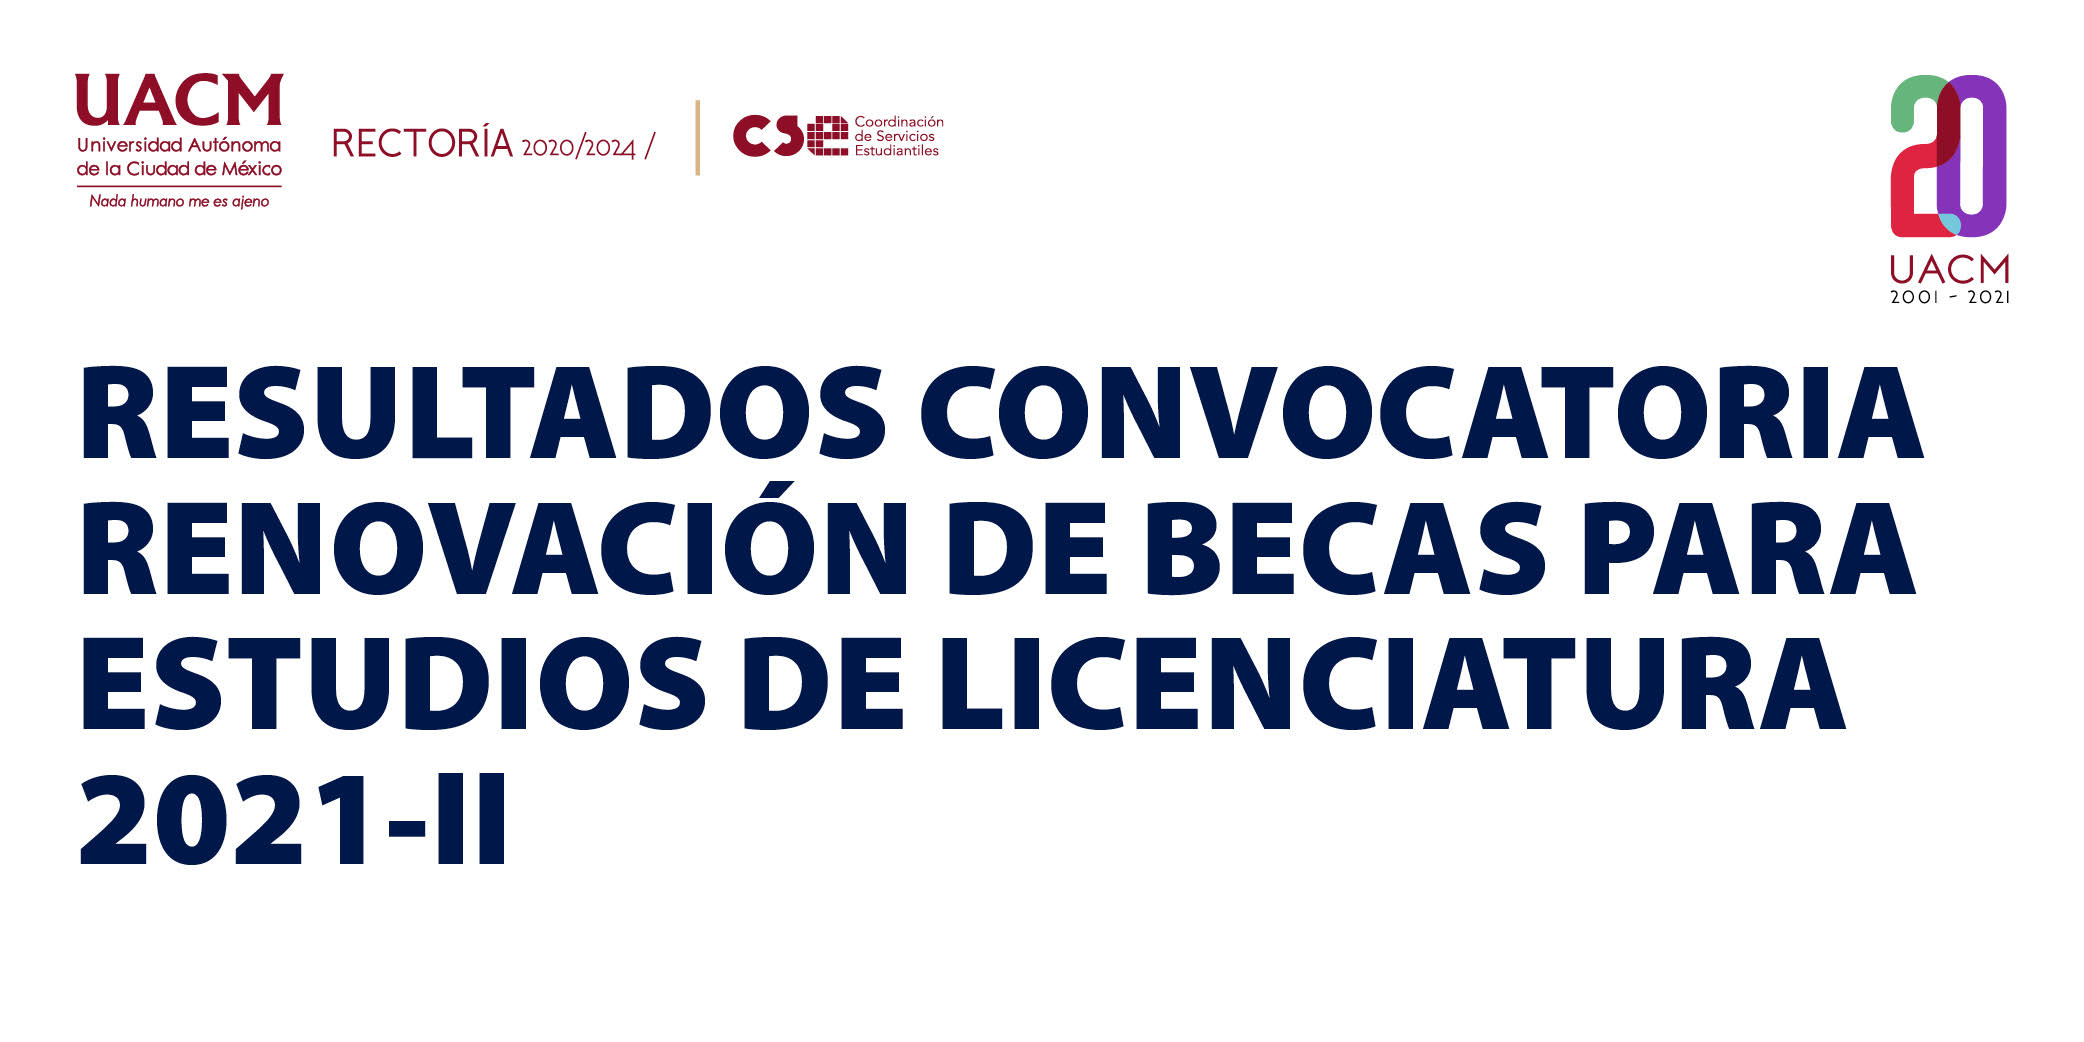 UACM
Universidad Autónoma
de la Ciudad de México
Nada humano me es ajeno
RECTORÍA 2020/2024 /
cse
Coordinación
de Servicios
Estudiantiles
20
UACM
2001 - 2021
RESULTADOS CONVOCATORIA
RENOVACIÓN DE BECAS PARA
ESTUDIOS DE LICENCIATURA
2021-II